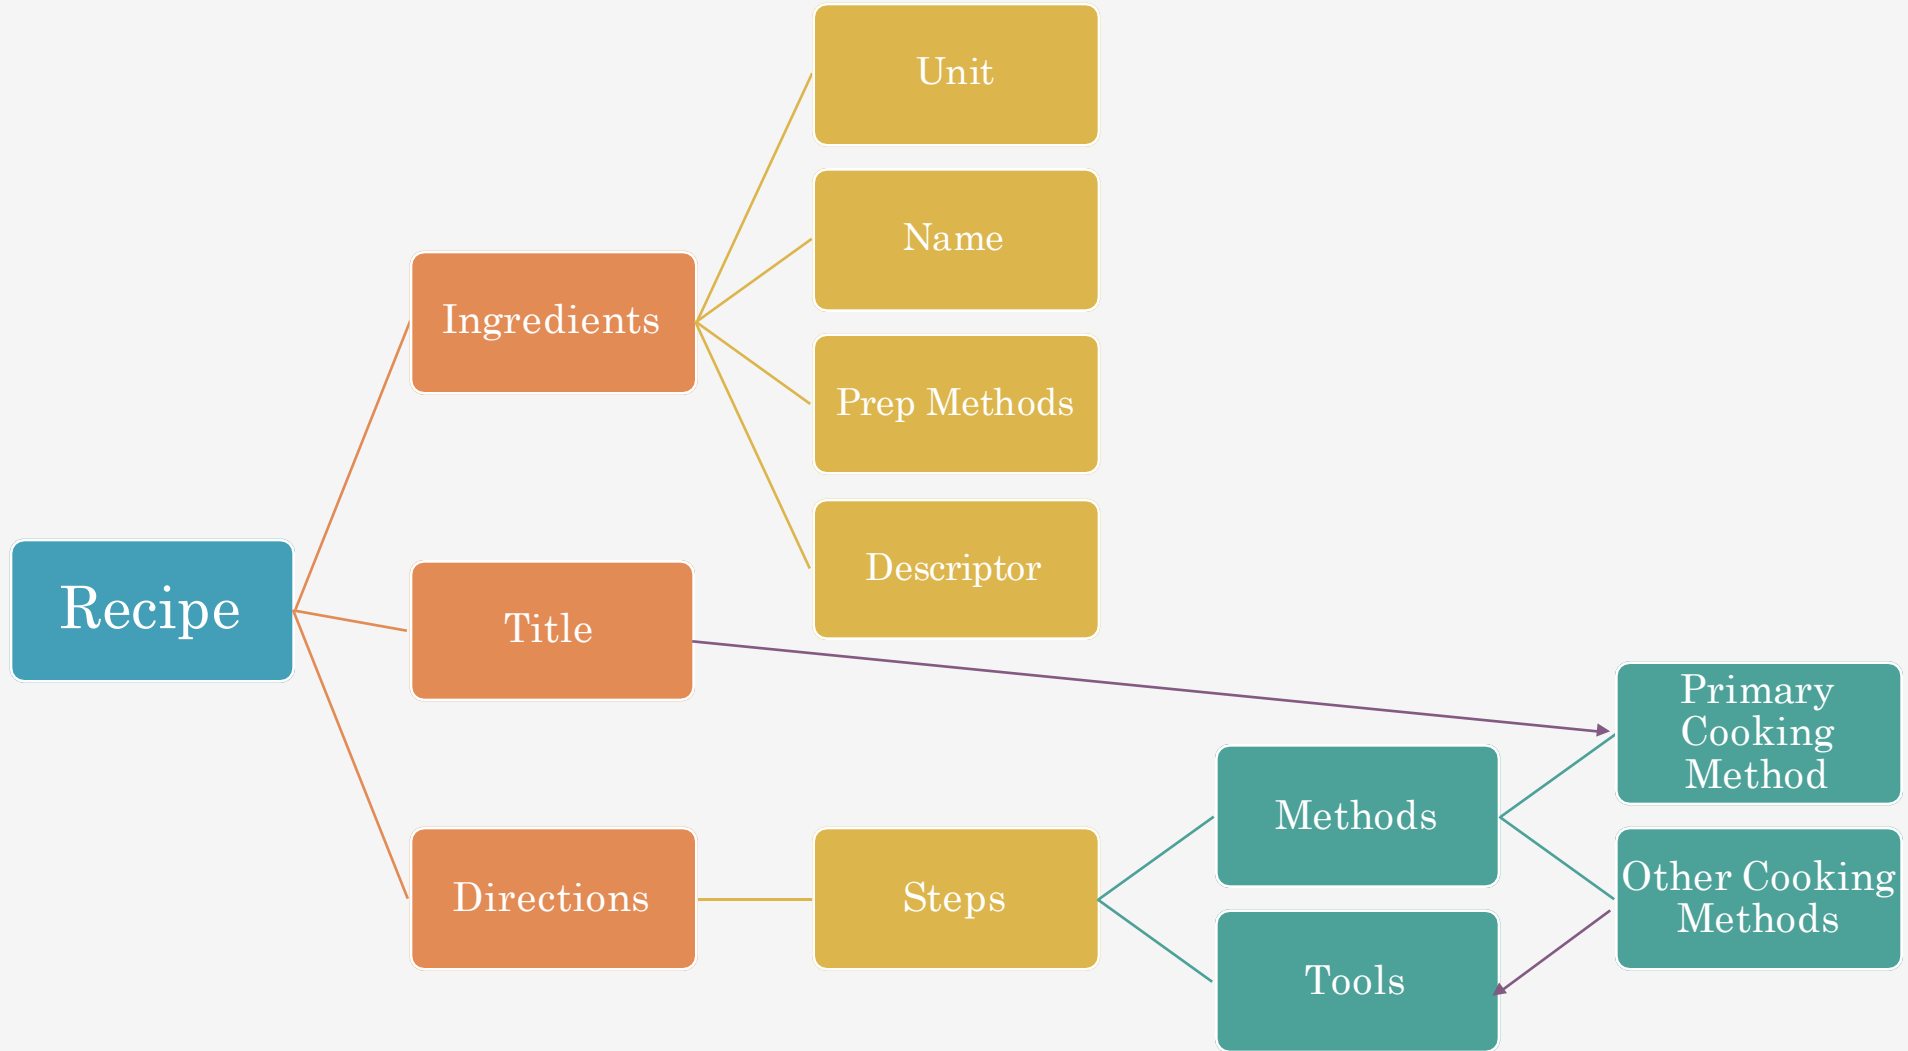 Unit
Name
Ingredients
Prep Methods
Descriptor
Recipe
Title
Primary
Cooking
Method
Methods
Directions
Steps
Other Cooking
Methods
Tools